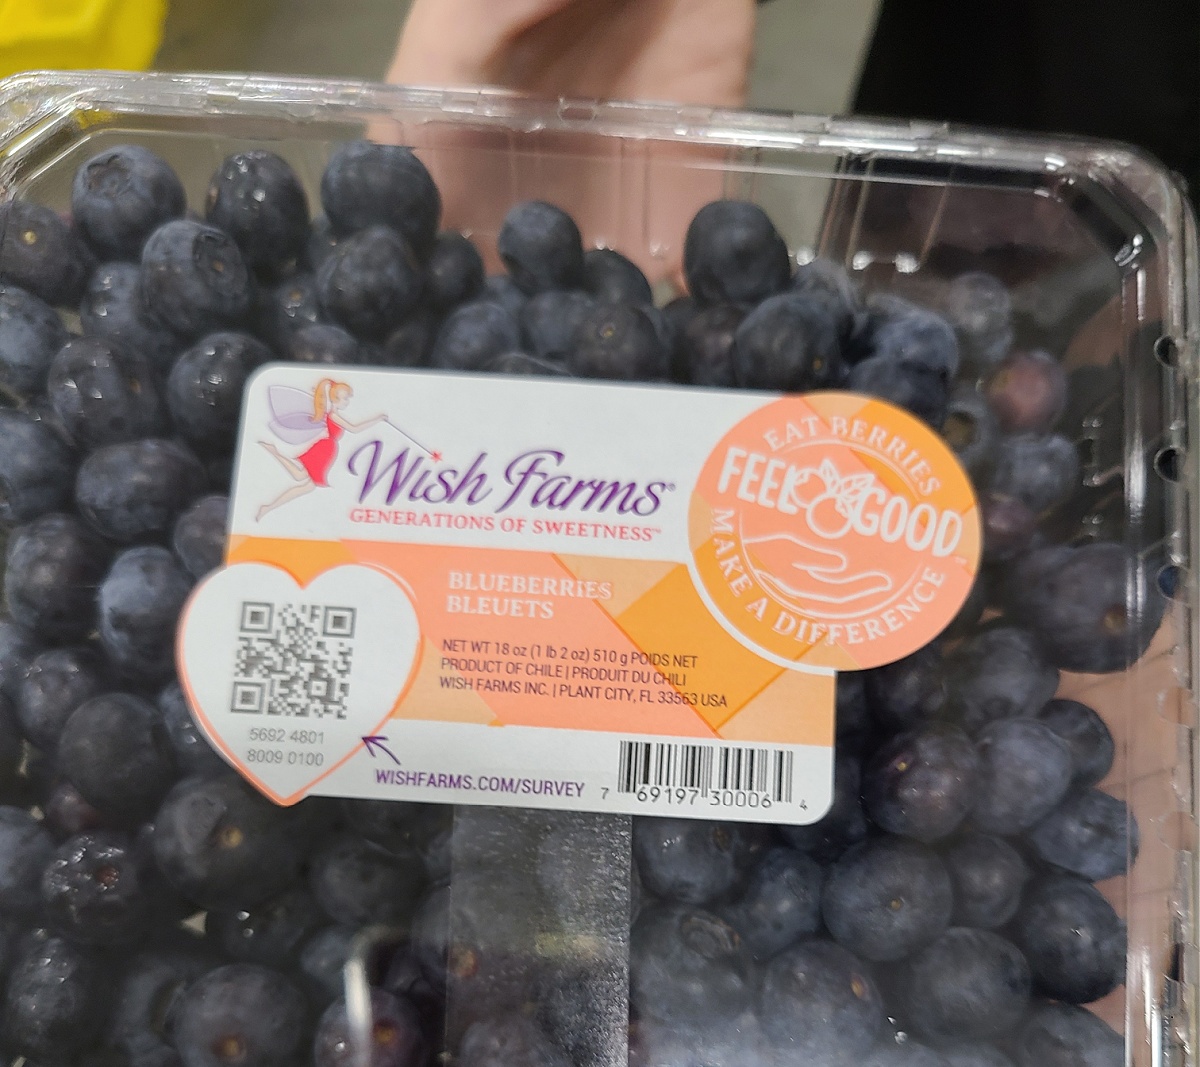 Wish Farms®
GENERATIONS OF SWEETNESS™
EAT BERRIES
FEEL GOOD
MAKE A DIFFERENCE
BLUEBERRIES
BLEUETS
NET WT 18 oz (1 lb 2 oz) 510 g POIDS NET
PRODUCT OF CHILE | PRODUIT DU CHILI
WISH FARMS INC. | PLANT CITY, FL 33563 USA
5692 4801
8009 0100
WISHFARMS.COM/SURVEY
7 69197 30006 4